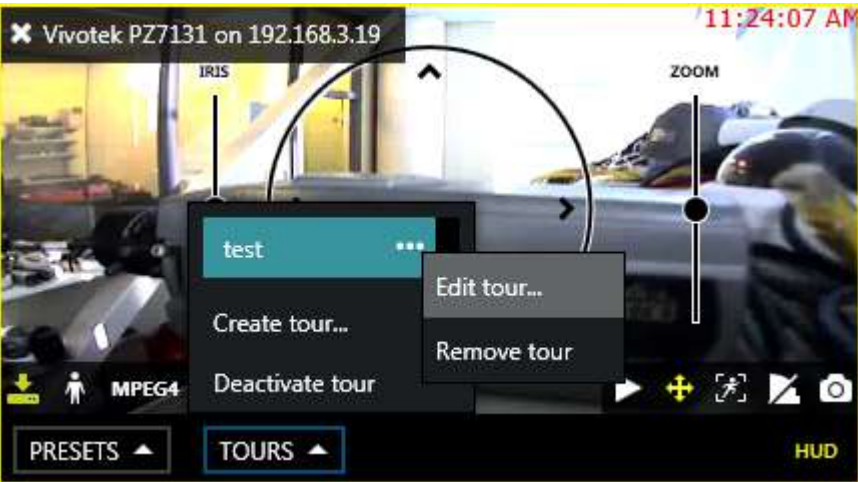 Vivotek PZ7131 on 192.168.3.19
11:24:07 AM
IRIS
ZOOM
test
Edit tour...
Create tour...
Remove tour
MPEG4
Deactivate tour
PRESETS
TOURS
HUD